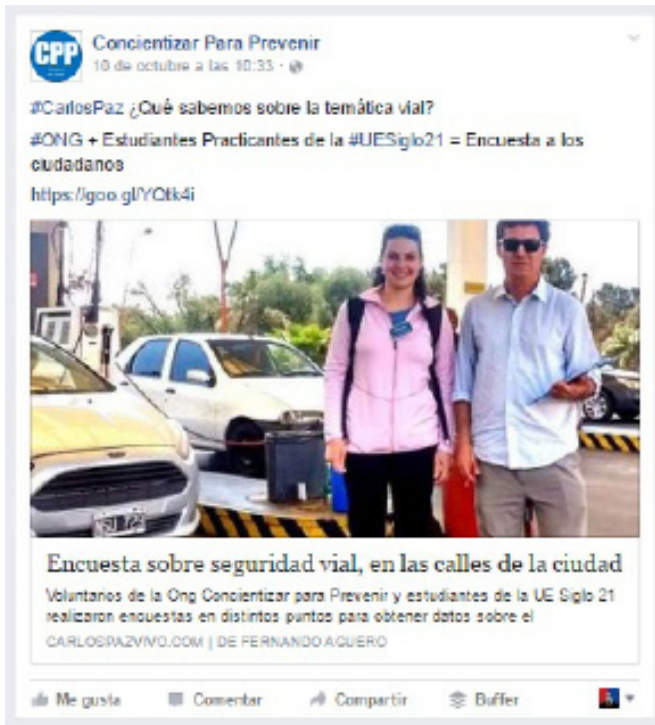 CPP
Concientizar Para Prevenir
10 de octubre a las 10:33 ·
#CarlosPaz ¿Qué sabemos sobre la temática vial?
#ONG + Estudiantes Practicantes de la #UESiglo21 = Encuesta a los
ciudadanos
https://goo.gl/YQtk4i
Encuesta sobre seguridad vial, en las calles de la ciudad
Voluntarios de la Ong Concientizar para Prevenir y estudiantes de la UE Siglo 21
realizaron encuestas en distintos puntos para obtener datos sobre el
CARLOSPAZVIVO.COM | DE FERNANDO AGUERO
Me gusta Comentar Compartir Buffer